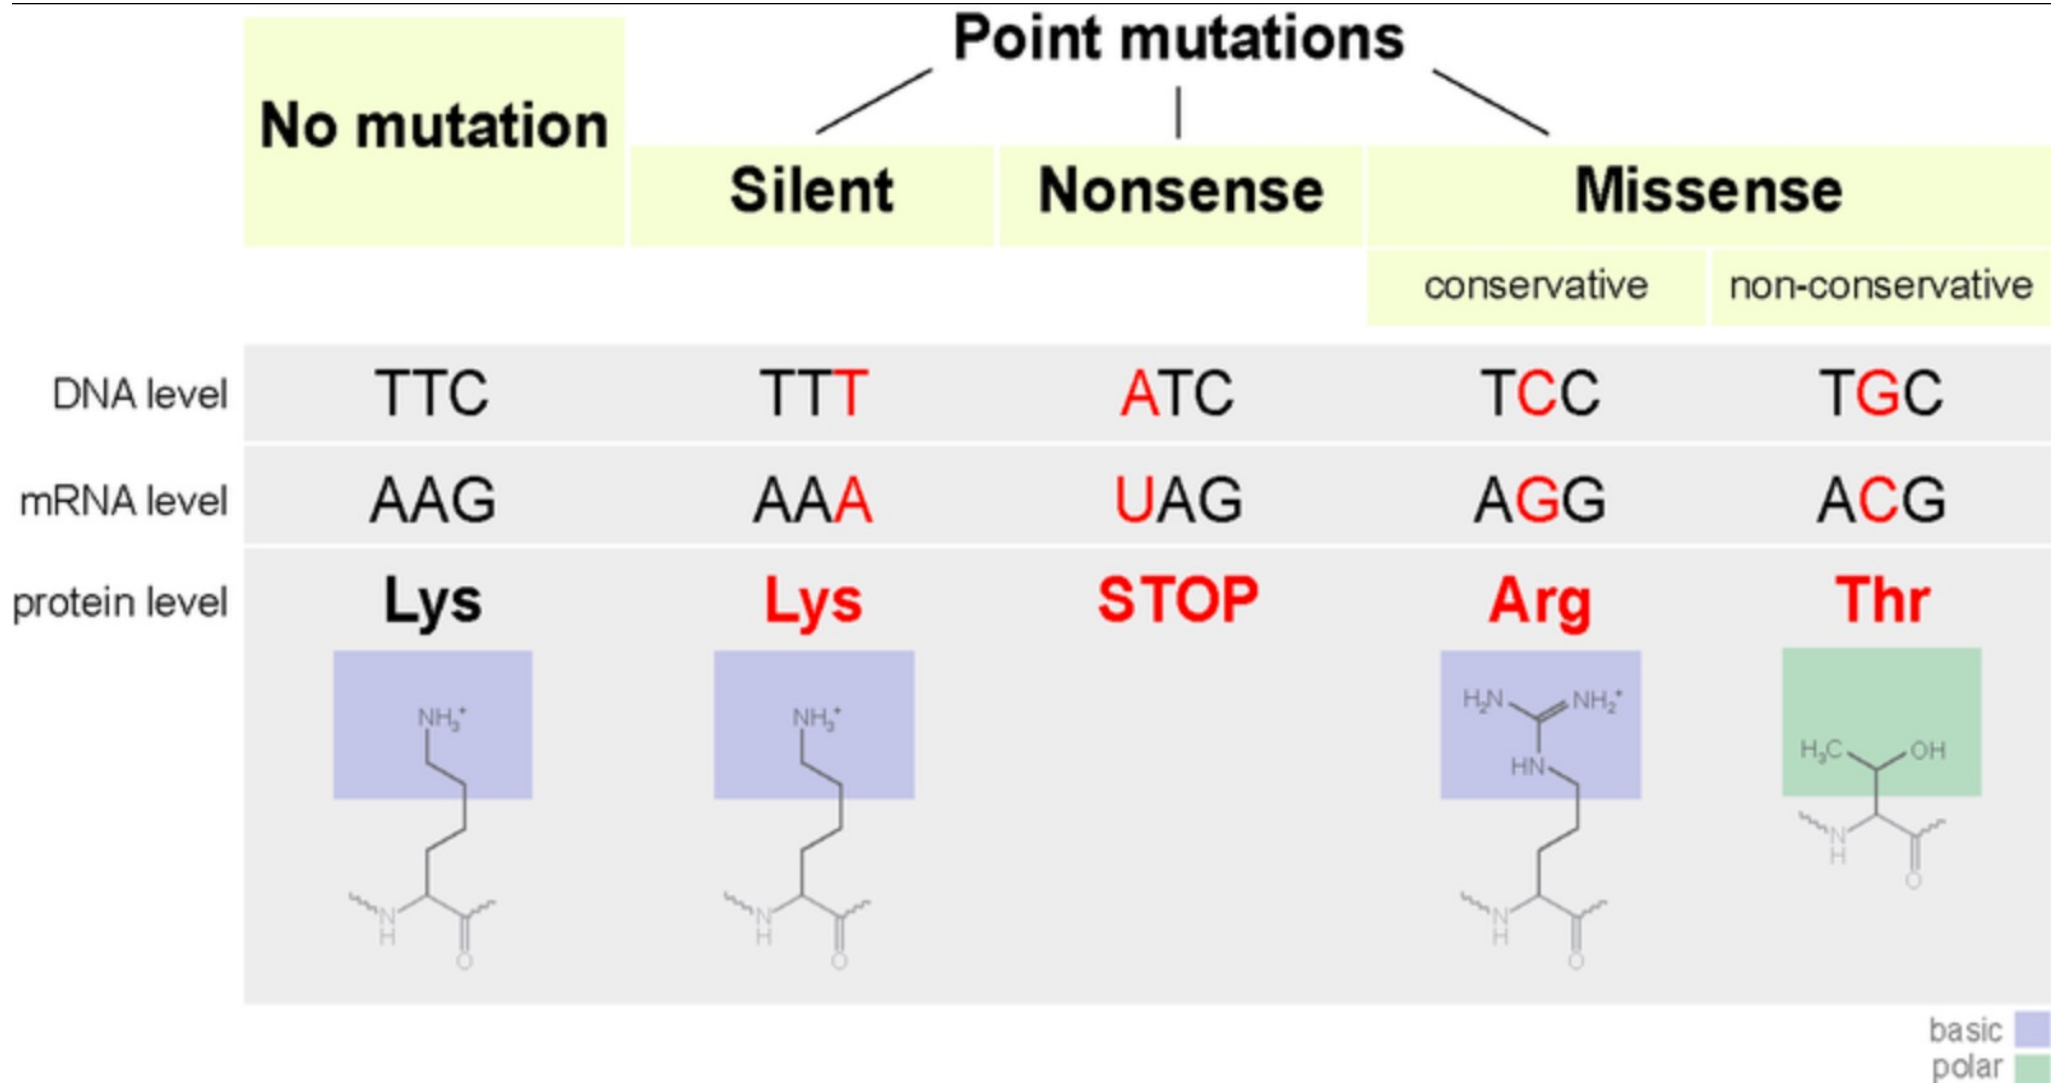 Point mutations
No mutation
Silent Nonsense Missense
conservative non-conservative
DNA level TTC TTT ATC TCC TGC
mRNA level AAG AAA UAG AGG ACG
protein level Lys Lys STOP Arg Thr
NH₃⁺ NH₃⁺ H₂N NH₂⁺
HN H₃C OH
N H O
N H O
N H O
N H O
basic
polar